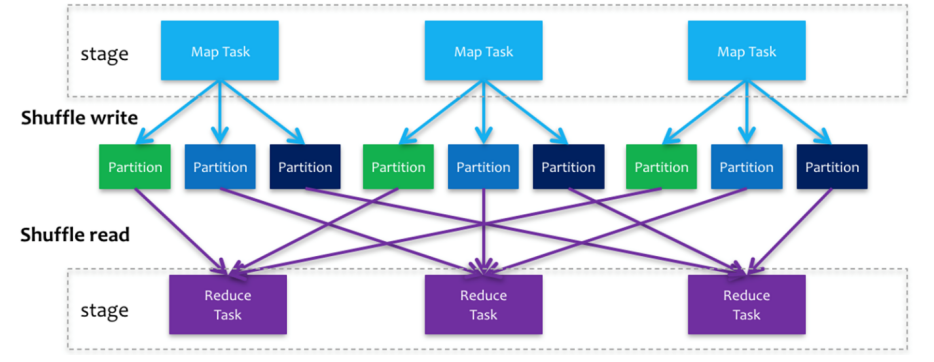 stage
Map Task
Map Task
Map Task
Shuffle write
Partition
Partition
Partition
Partition
Partition
Partition
Partition
Partition
Partition
Shuffle read
stage
Reduce
Task
Reduce
Task
Reduce
Task